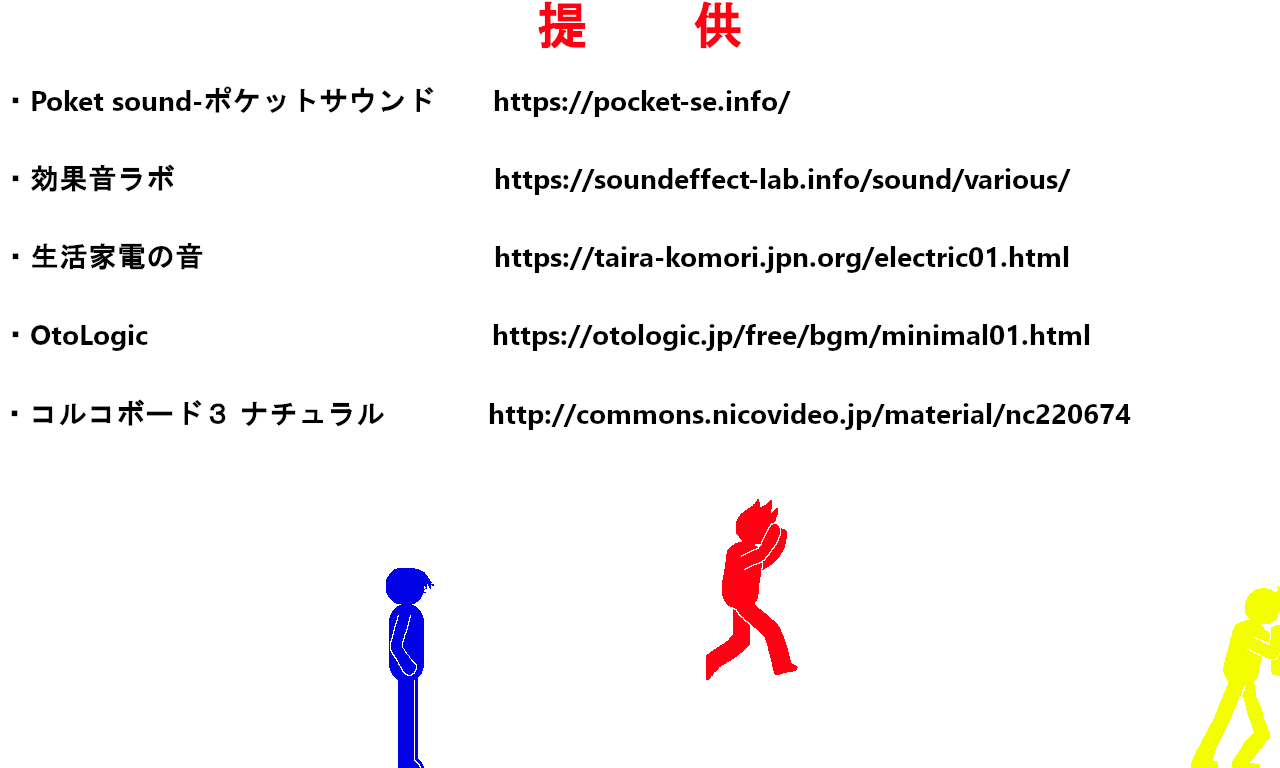 提 供
・Poket sound-ポケットサウンド https://pocket-se.info/
・効果音ラボ https://soundeffect-lab.info/sound/various/
・生活家電の音 https://taira-komori.jpn.org/electric01.html
・OtoLogic https://otologic.jp/free/bgm/minimal01.html
・コルコボード３ ナチュラル http://commons.nicovideo.jp/material/nc220674